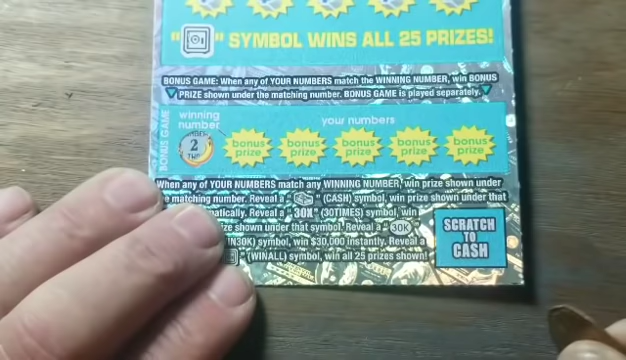 " " SYMBOL WINS ALL 25 PRIZES!
BONUS GAME: When any of YOUR NUMBERS match the WINNING NUMBER, win BONUS
PRIZE shown under the matching number. BONUS GAME is played separately.
BONUS GAME
winning
number
your numbers
2
TWO
bonus
prize
bonus
prize
bonus
prize
bonus
prize
bonus
prize
When any of YOUR NUMBERS match any WINNING NUMBER, win prize shown under
matching number. Reveal a " " (CASH) symbol, win prize shown under that
atically. Reveal a "30X" (30TIMES) symbol, win
ze shown under that symbol. Reveal a "30K"
IN30K) symbol, win $30,000 instantly. Reveal a
" (WINALL) symbol, win all 25 prizes shown!
SCRATCH
TO
CASH